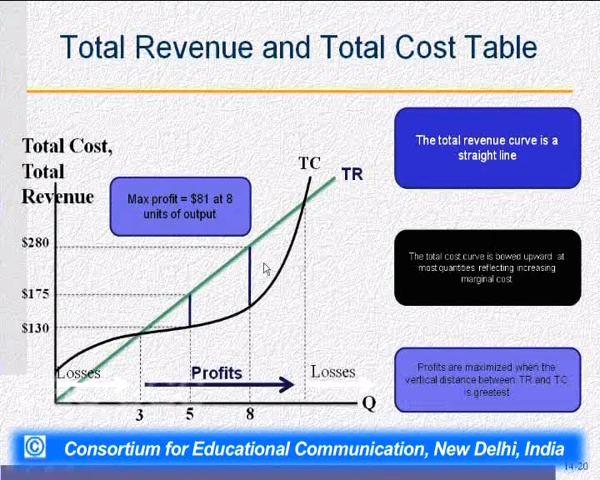 Total Revenue and Total Cost Table
Total Cost,
Total
Revenue
Max profit = $81 at 8
units of output
TC
TR
$280
$175
$130
Losses
Profits
Losses
3
5
8
Q
The total revenue curve is a
straight line
The total cost curve is bowed upward at
most quantities reflecting increasing
marginal cost
Profits are maximized when the
vertical distance between TR and TC
is greatest
© Consortium for Educational Communication, New Delhi, India
14-20